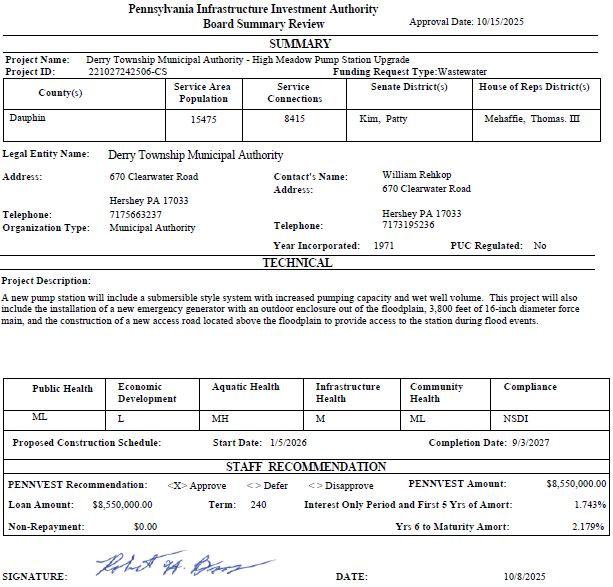 Pennsylvania Infrastructure Investment Authority
Board Summary Review
Approval Date: 10/15/2025
SUMMARY
Project Name: Derry Township Municipal Authority - High Meadow Pump Station Upgrade
Project ID: 221027242506-CS Funding Request Type:Wastewater
County(s) Service Area Population Service Connections Senate District(s) House of Reps District(s)
Dauphin 15475 8415 Kim, Patty Mehaffie, Thomas. III
Legal Entity Name: Derry Township Municipal Authority
Address: 670 Clearwater Road Contact's Name: William Rehkop
Address: 670 Clearwater Road
Hershey PA 17033 Hershey PA 17033
Telephone: 7175663237 Telephone: 7173195236
Organization Type: Municipal Authority
Year Incorporated: 1971 PUC Regulated: No
TECHNICAL
Project Description:
A new pump station will include a submersible style system with increased pumping capacity and wet well volume. This project will also
include the installation of a new emergency generator with an outdoor enclosure out of the floodplain, 3,800 feet of 16-inch diameter force
main, and the construction of a new access road located above the floodplain to provide access to the station during flood events.
Public Health Economic Development Aquatic Health Infrastructure Health Community Health Compliance
ML L MH M ML NSDI
Proposed Construction Schedule: Start Date: 1/5/2026 Completion Date: 9/3/2027
STAFF RECOMMENDATION
PENNVEST Recommendation: <X> Approve < > Defer < > Disapprove PENNVEST Amount: $8,550,000.00
Loan Amount: $8,550,000.00 Term: 240 Interest Only Period and First 5 Yrs of Amort: 1.743%
Non-Repayment: $0.00 Yrs 6 to Maturity Amort: 2.179%
SIGNATURE: DATE: 10/8/2025